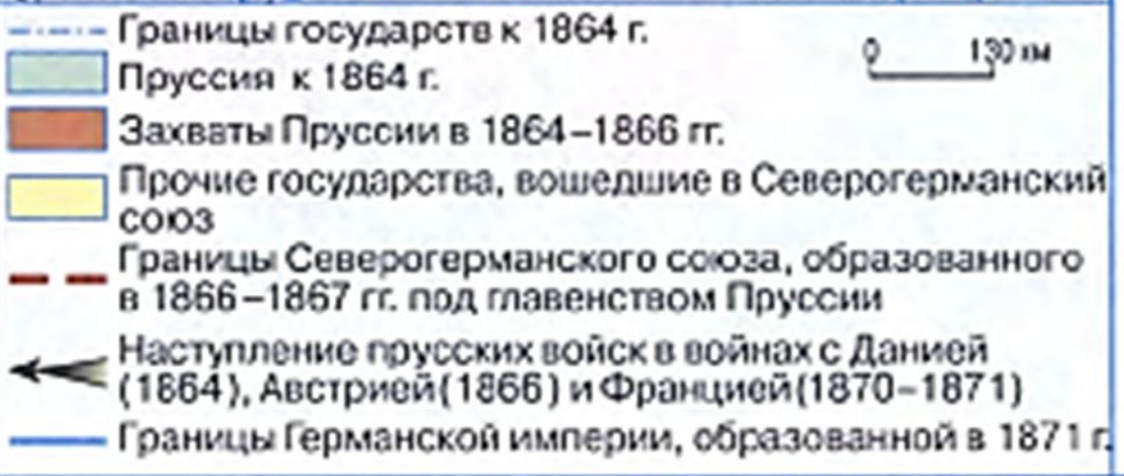 Границы государств к 1864 г.
0 130 км
Пруссия к 1864 г.
Захваты Пруссии в 1864–1866 гг.
Прочие государства, вошедшие в Северогерманский
союз
Границы Северогерманского союза, образованного
в 1866–1867 гг. под главенством Пруссии
Наступление прусских войск в войнах с Данией
(1864), Австрией(1866) и Францией(1870–1871)
Границы Германской империи, образованной в 1871 г.